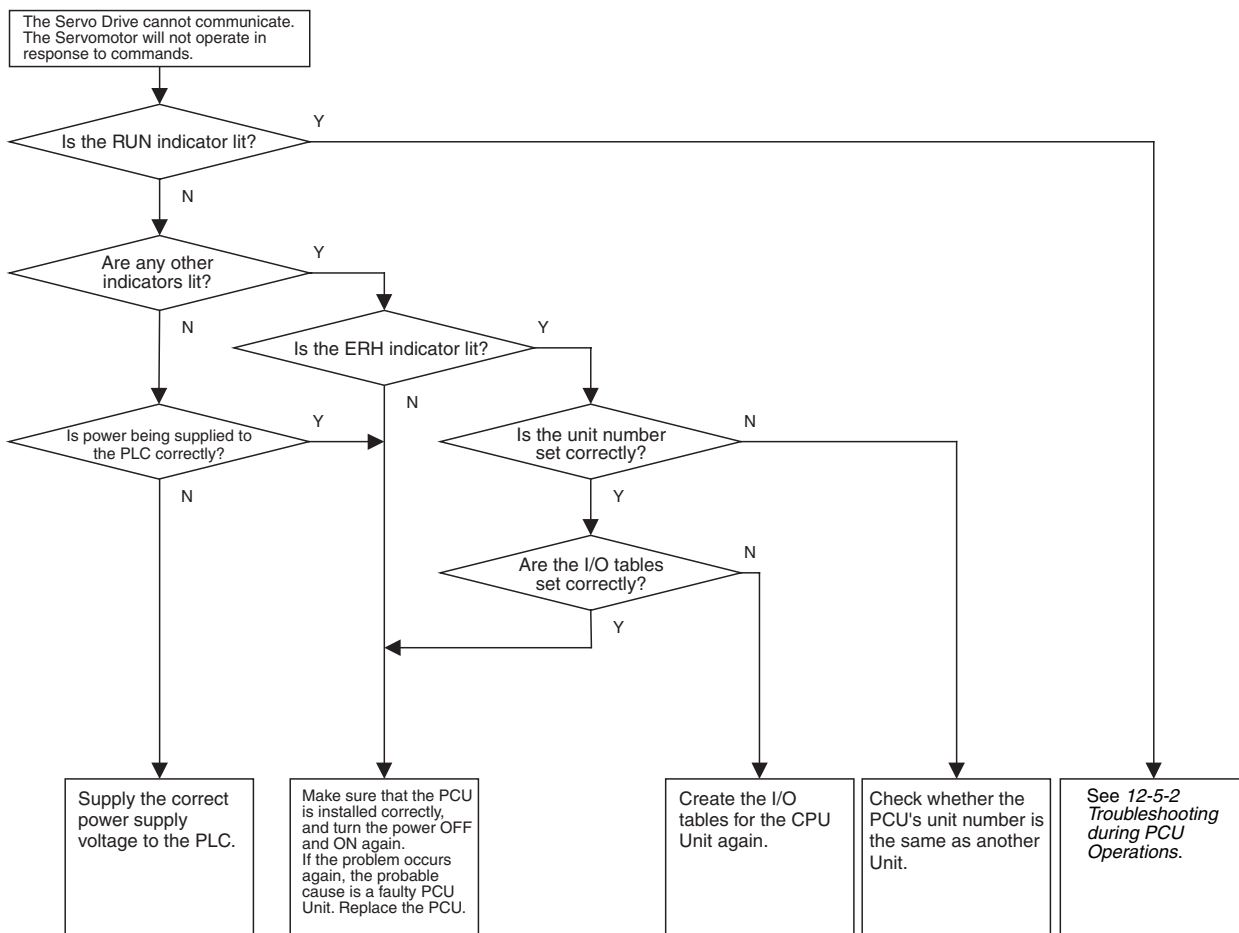 The Servo Drive cannot communicate.
The Servomotor will not operate in
response to commands.
Y
Is the RUN indicator lit?
N
Y
Are any other
indicators lit?
N
Y
Is the ERH indicator lit?
N
Y
Is power being supplied to
the PLC correctly?
N
N
Is the unit number
set correctly?
Y
N
Are the I/O tables
set correctly?
Y
Supply the correct
power supply
voltage to the PLC.
Make sure that the PCU
is installed correctly,
and turn the power OFF
and ON again.
If the problem occurs
again, the probable
cause is a faulty PCU
Unit. Replace the PCU.
Create the I/O
tables for the CPU
Unit again.
Check whether the
PCU's unit number is
the same as another
Unit.
See 12-5-2
Troubleshooting
during PCU
Operations.